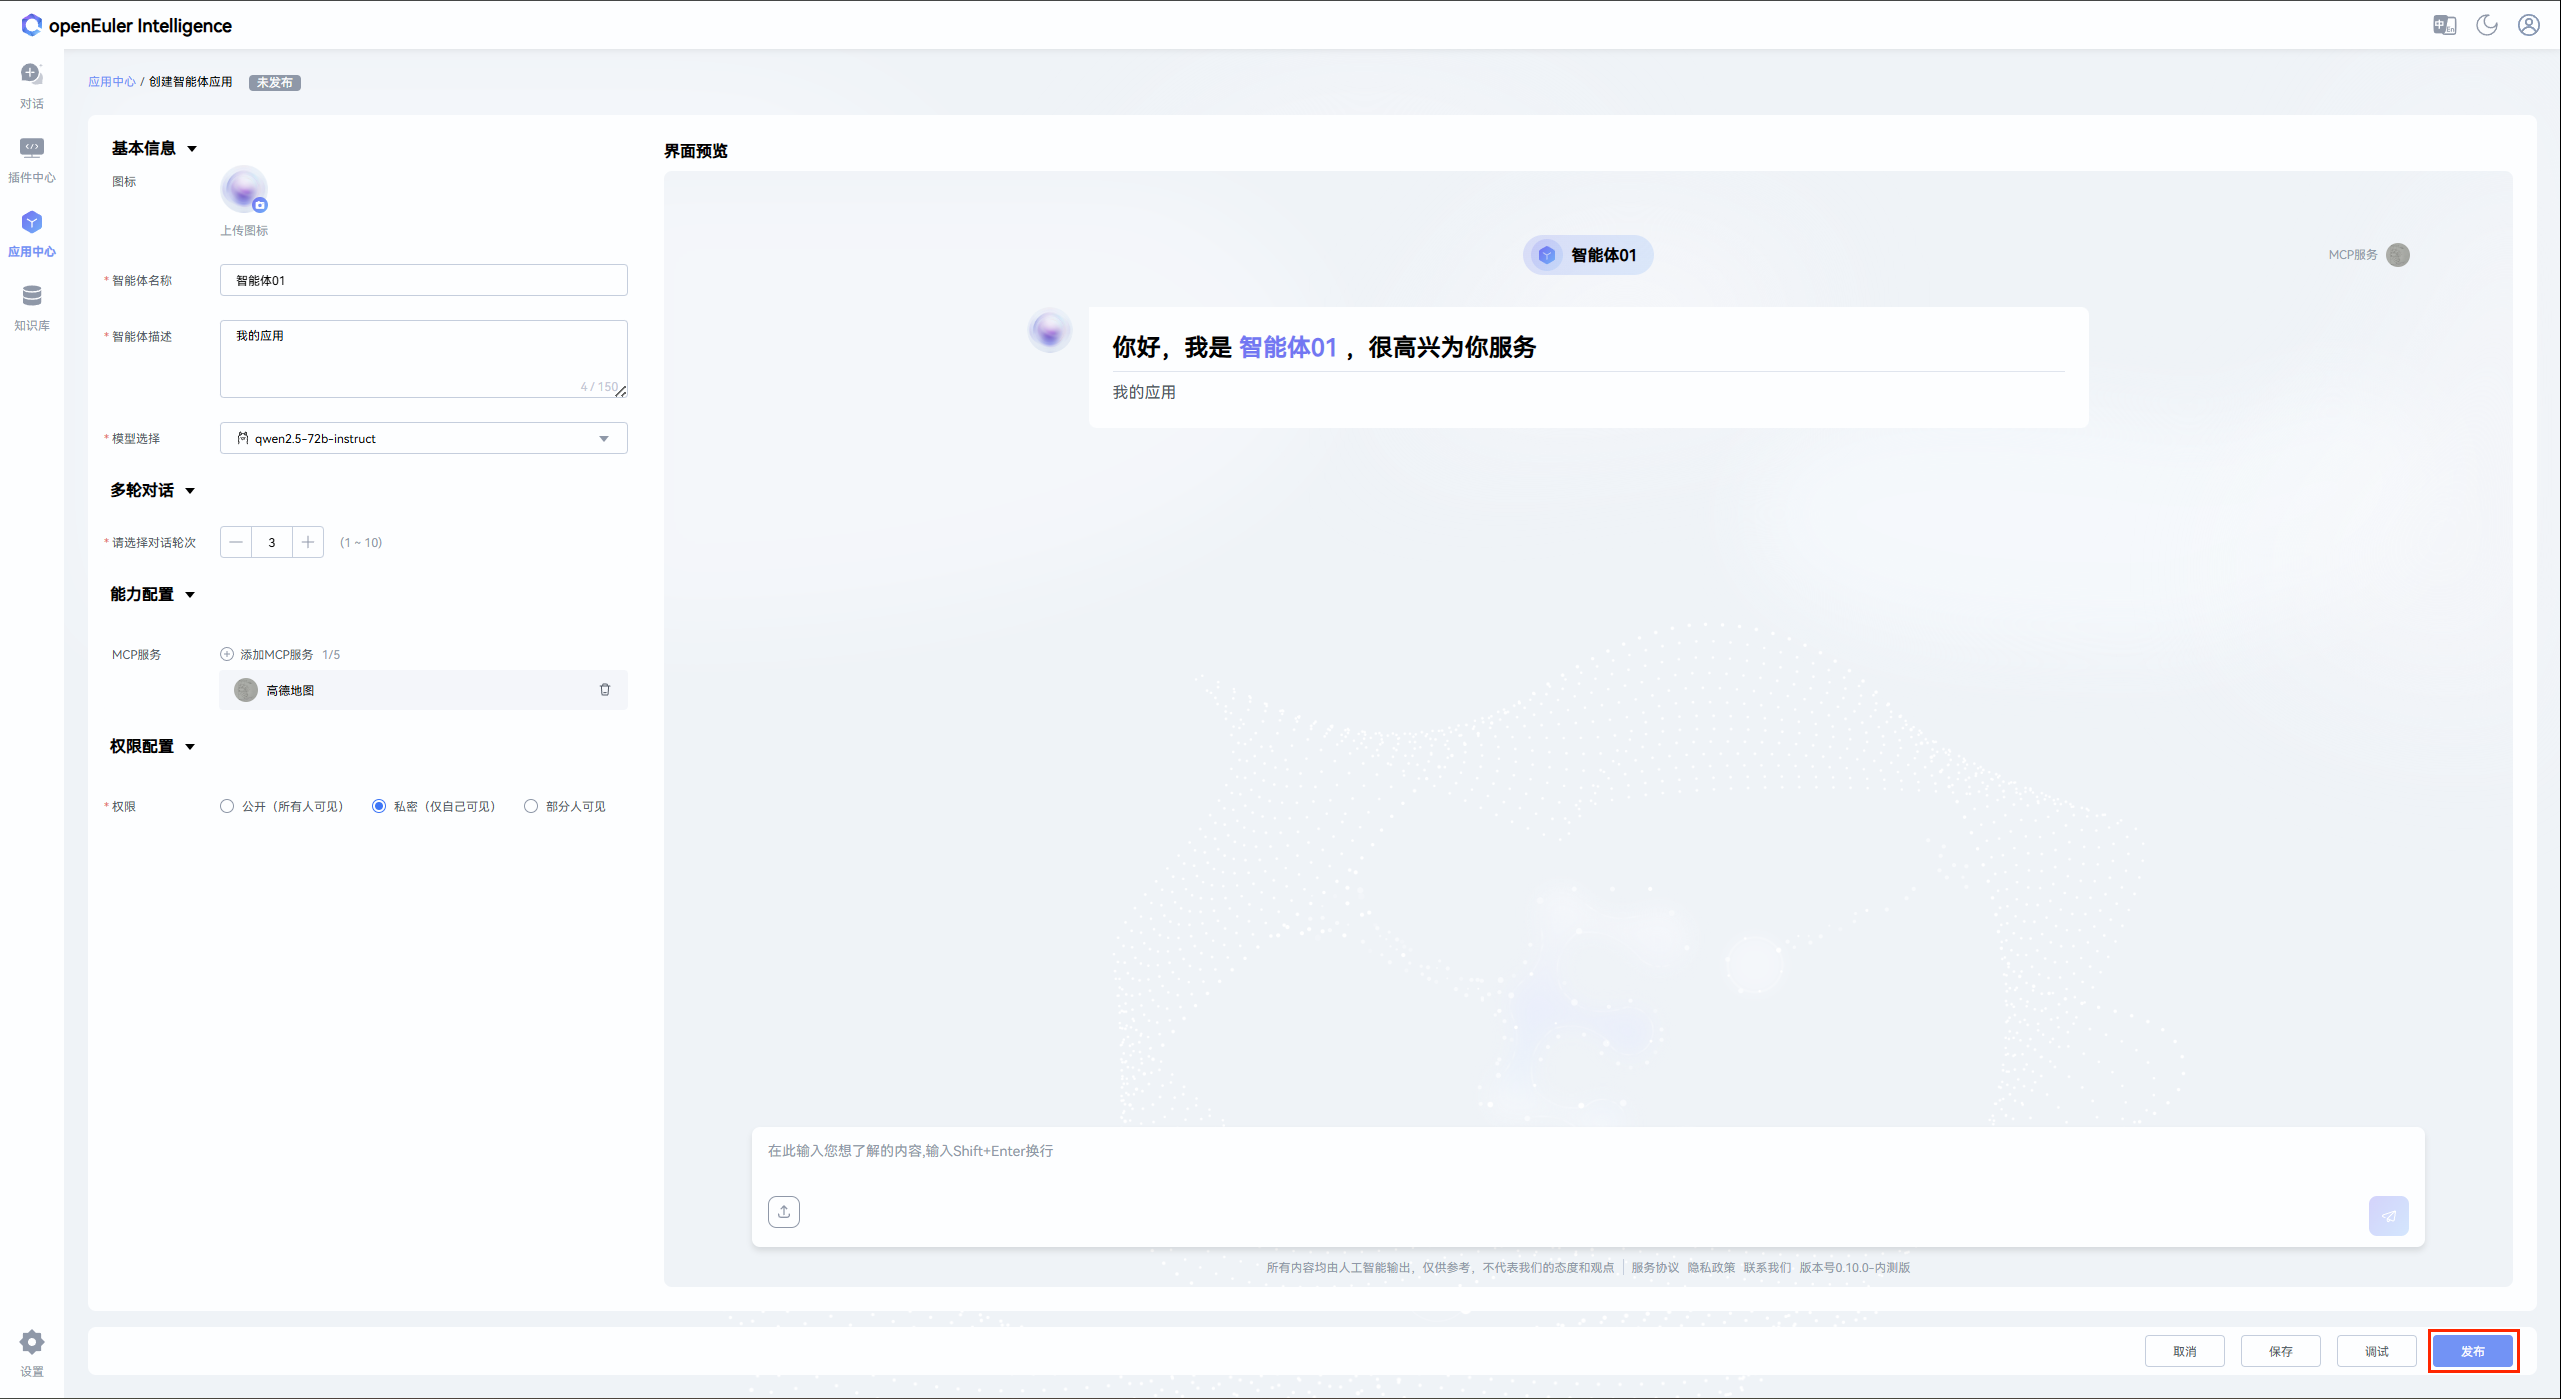 openEuler Intelligence
对话
插件中心
应用中心
知识库
设置
应用中心 / 创建智能体应用 未发布
基本信息
图标
上传图标
* 智能体名称 智能体01
* 智能体描述 我的应用
4 / 150
* 模型选择 qwen2.5-72b-instruct
多轮对话
* 请选择对话轮次 3 (1 ~ 10)
能力配置
MCP服务 添加MCP服务 1/5
高德地图
权限配置
* 权限 公开（所有人可见） 私密（仅自己可见） 部分人可见
界面预览
智能体01
MCP服务
你好，我是 智能体01 ，很高兴为你服务
我的应用
在此输入您想了解的内容,输入Shift+Enter换行
所有内容均由人工智能输出，仅供参考，不代表我们的态度和观点 服务协议 隐私政策 联系我们 版本号0.10.0-内测版
取消 保存 调试 发布